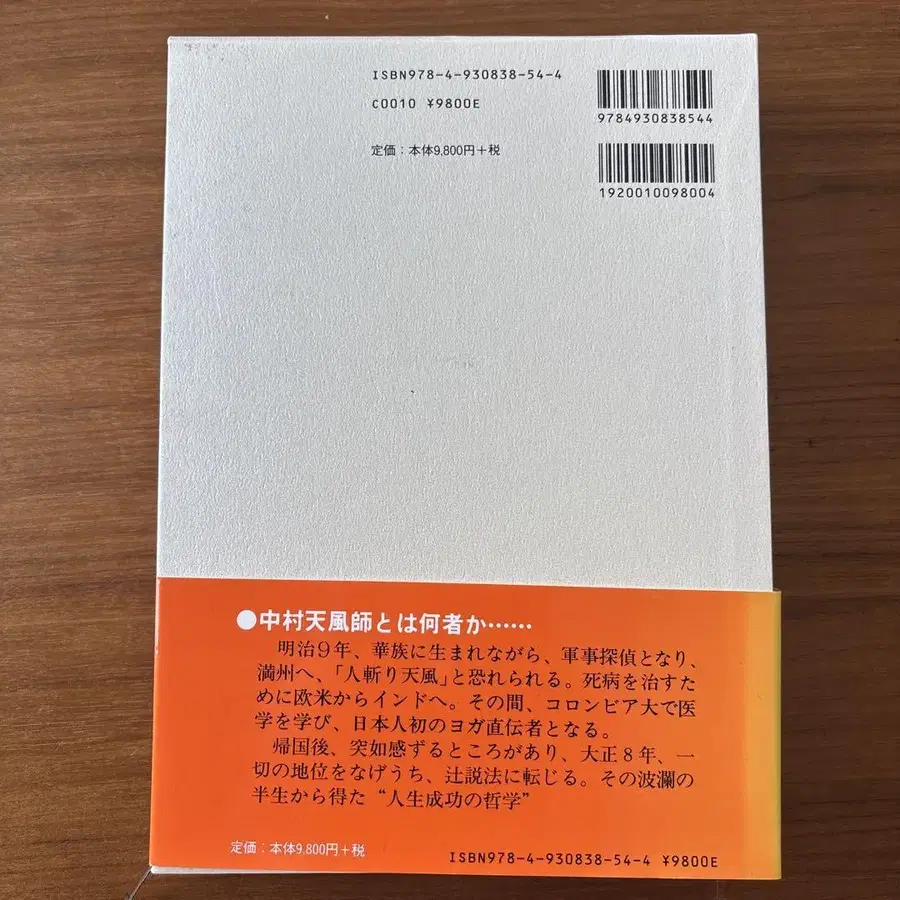 ISBN978-4-930838-54-4
C0010 ¥9800E
定価：本体9,800円＋税
9784930838544
1920010098004
●中村天風師とは何者か……
明治９年、華族に生まれながら、軍事探偵となり、
満州へ、「人斬り天風」と恐れられる。死病を治すた
めに欧米からインドへ。その間、コロンビア大で医
学を学び、日本人初のヨガ直伝者となる。
帰国後、突如感ずるところがあり、大正８年、一
切の地位をなげうち、辻説法に転じる。その波瀾の
半生から得た“人生成功の哲学”
定価：本体9,800円＋税
ISBN978-4-930838-54-4 ¥9800E